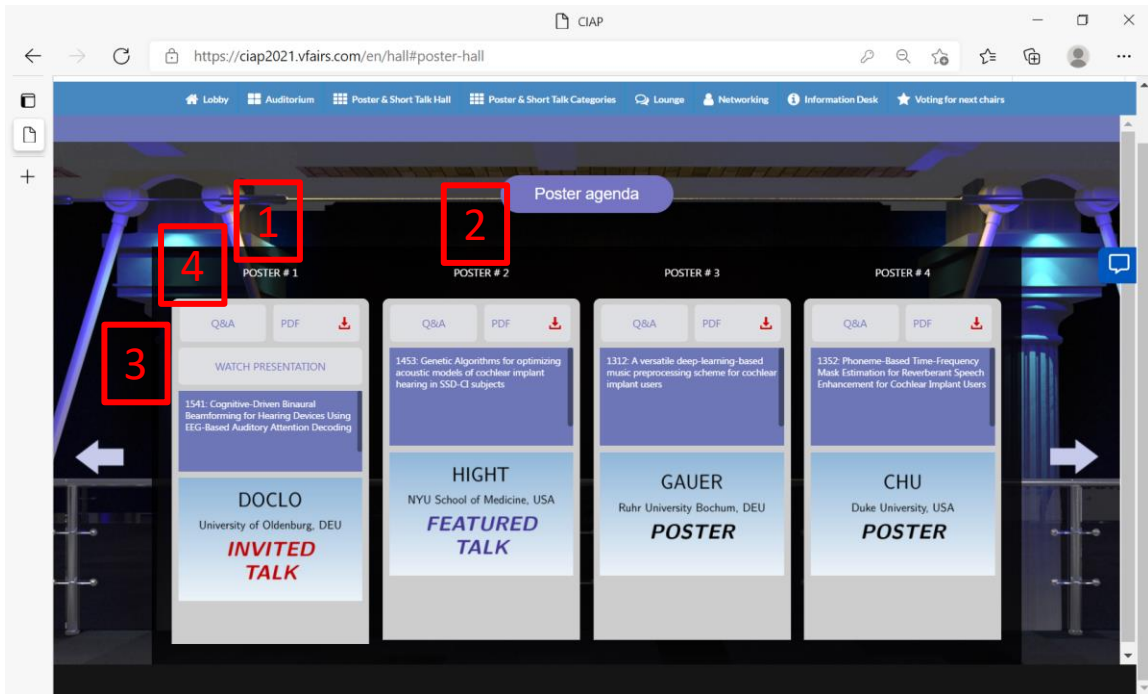 CIAP
https://ciap2021.vfairs.com/en/hall#poster-hall
Lobby Auditorium Poster & Short Talk Hall Poster & Short Talk Categories Lounge Networking Information Desk Voting for next chairs
Poster agenda
1 2
4
3
POSTER # 1 POSTER # 2 POSTER # 3 POSTER # 4
Q&A PDF Q&A PDF Q&A PDF Q&A PDF
WATCH PRESENTATION
1541: Cognitive-Driven Binaural
Beamforming for Hearing Devices Using
EEG-Based Auditory Attention Decoding
DOCLO
University of Oldenburg, DEU
INVITED
TALK
1453: Genetic Algorithms for optimizing
acoustic models of cochlear implant
hearing in SSD-CI subjects
HIGHT
NYU School of Medicine, USA
FEATURED
TALK
1312: A versatile deep-learning-based
music preprocessing scheme for cochlear
implant users
GAUER
Ruhr University Bochum, DEU
POSTER
1352: Phoneme-Based Time-Frequency
Mask Estimation for Reverberant Speech
Enhancement for Cochlear Implant Users
CHU
Duke University, USA
POSTER